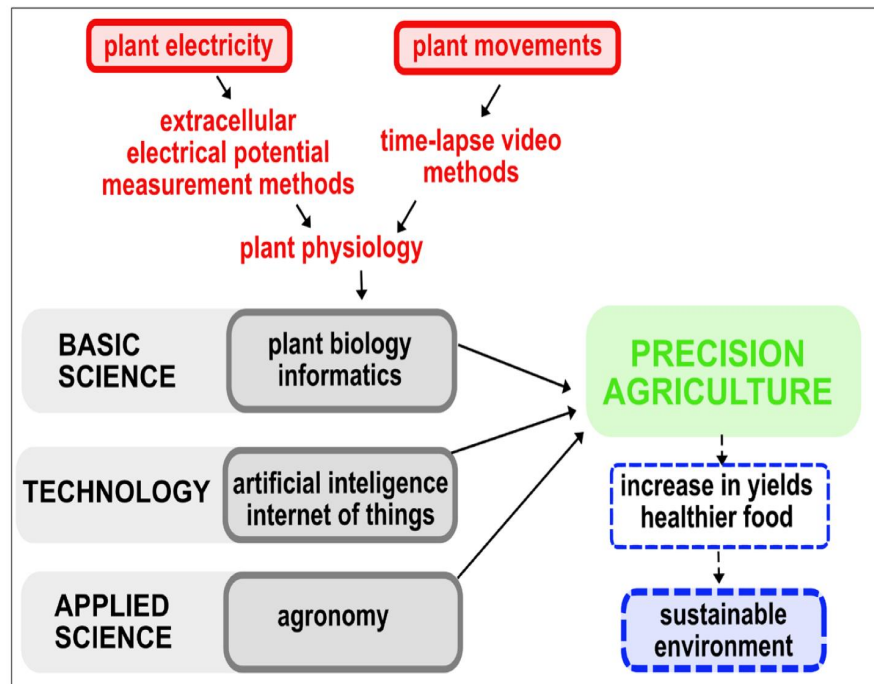 plant electricity
plant movements
extracellular
electrical potential
measurement methods
time-lapse video
methods
plant physiology
BASIC
SCIENCE
plant biology
informatics
PRECISION
AGRICULTURE
TECHNOLOGY
artificial inteligence
internet of things
increase in yields
healthier food
APPLIED
SCIENCE
agronomy
sustainable
environment